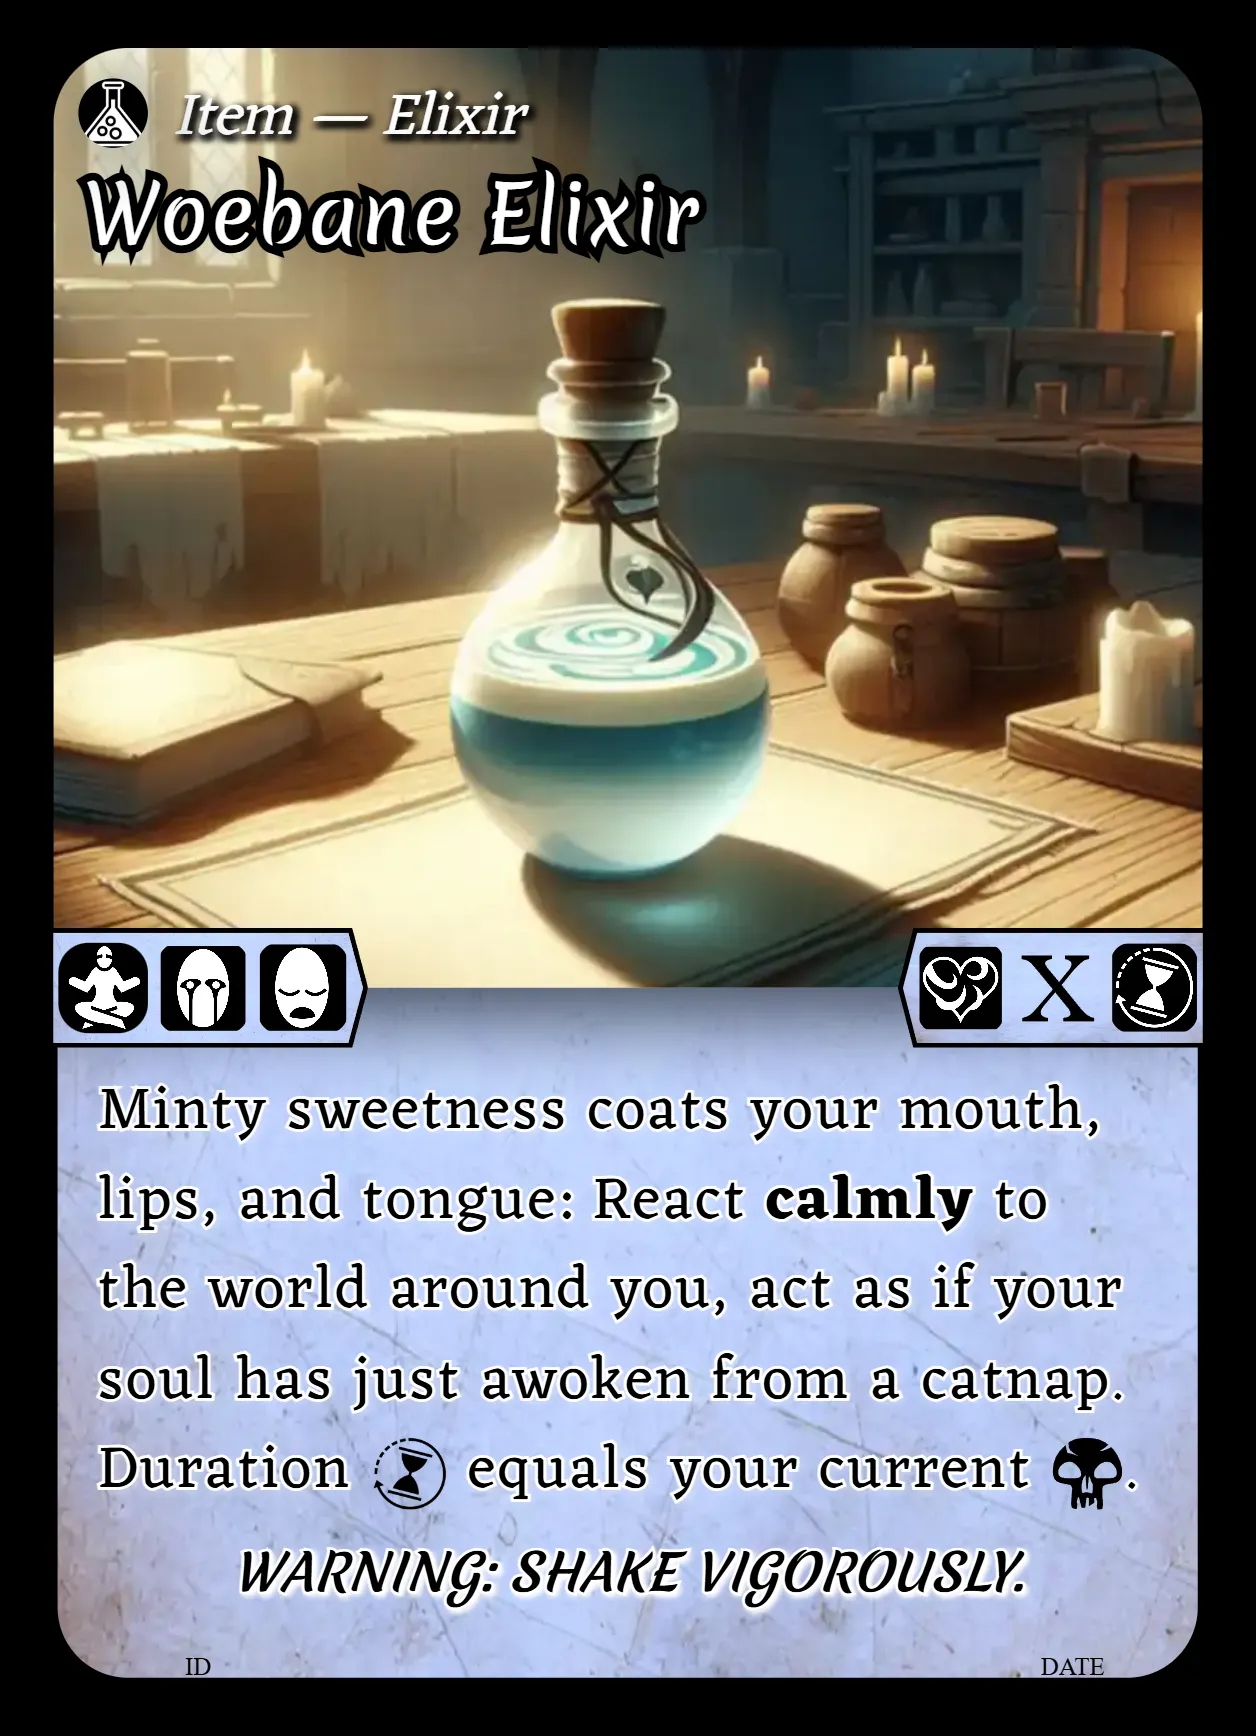 Item — Elixir
Woebane Elixir
X
Minty sweetness coats your mouth,
lips, and tongue: React calmly to
the world around you, act as if your
soul has just awoken from a catnap.
Duration equals your current .
WARNING: SHAKE VIGOROUSLY.
ID DATE